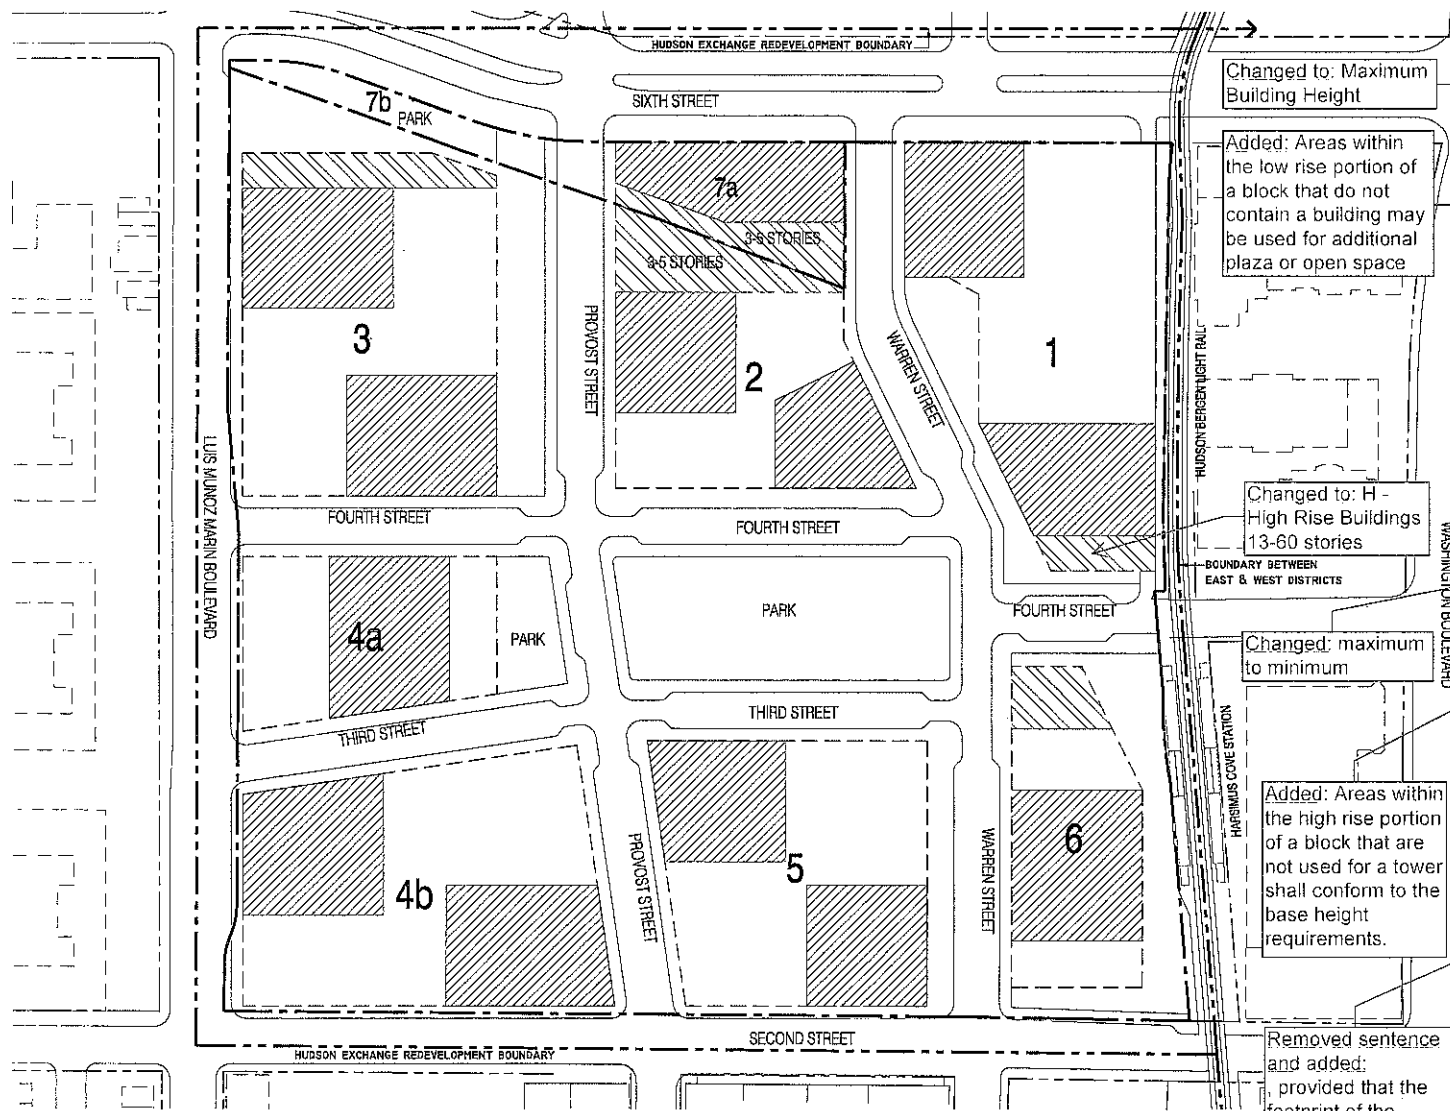 HUDSON EXCHANGE REDEVELOPMENT BOUNDARY
Changed to: Maximum
Building Height
7b
PARK
SIXTH STREET
Added: Areas within
the low rise portion of
a block that do not
contain a building may
be used for additional
plaza or open space
7a
3-5 STORIES
3-5 STORIES
3
PROVOST STREET
2
WARREN STREET
1
HUDSON BERGEN LIGHT RAIL
LUIS MUNOZ MARIN BOULEVARD
FOURTH STREET
FOURTH STREET
Changed to: H -
High Rise Buildings
13-60 stories
WASHINGTON BOULEVARD
BOUNDARY BETWEEN
EAST & WEST DISTRICTS
4a
PARK
PARK
FOURTH STREET
Changed: maximum
to minimum
THIRD STREET
THIRD STREET
HARSIMUS COVE STATION
Added: Areas within
the high rise portion
of a block that are
not used for a tower
shall conform to the
base height
requirements.
4b
PROVOST STREET
5
WARREN STREET
6
SECOND STREET
HUDSON EXCHANGE REDEVELOPMENT BOUNDARY
Removed sentence
and added:
, provided that the
footprint of the